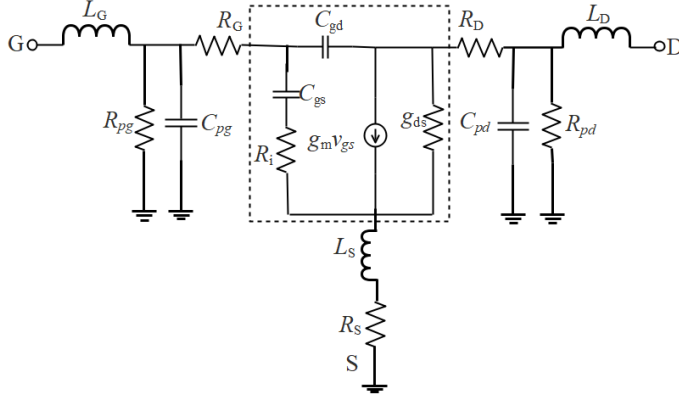 L_G
R_G
C_gd
R_D
L_D
G
D
C_gs
R_pg
C_pg
R_i
g_m v_gs
g_ds
C_pd
R_pd
L_S
R_S
S